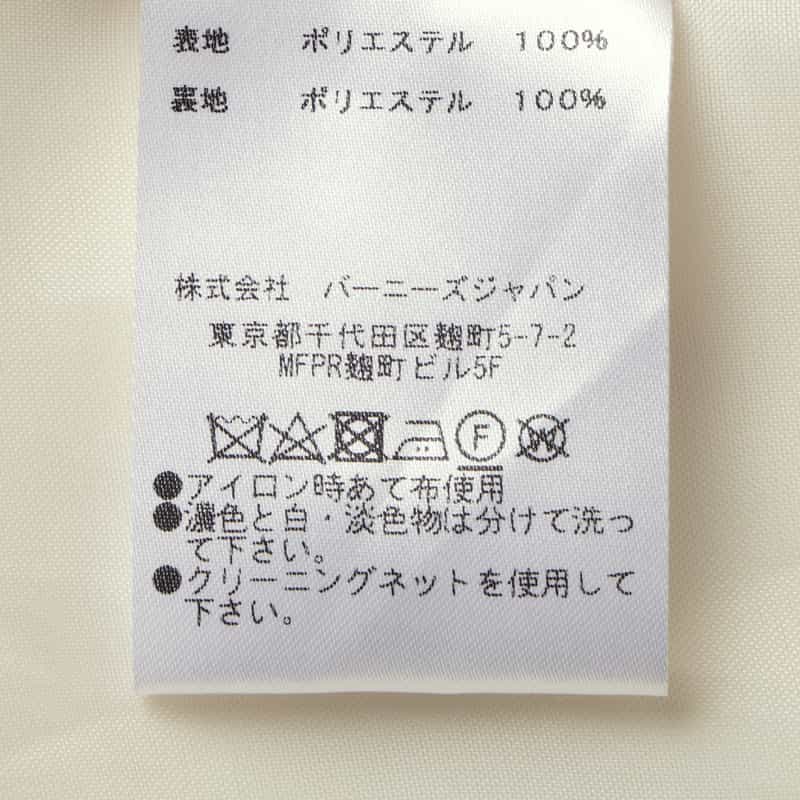 表地 ポリエステル 100%
裏地 ポリエステル 100%
株式会社 バーニーズジャパン
東京都千代田区麹町5-7-2
MFPR麹町ビル5F
F
W
●アイロン時あて布使用
●濃色と白・淡色物は分けて洗っ
て下さい。
●クリーニングネットを使用して
下さい。